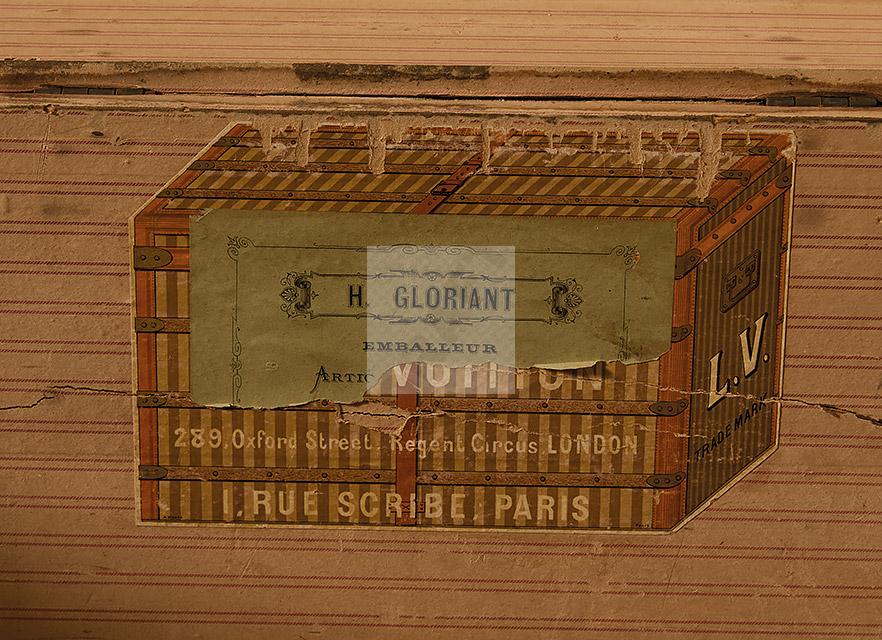 H. GLORIANT
EMBALLEUR
ARTIC
VUITTON
289, Oxford Street. Regent Circus. LONDON
1, RUE SCRIBE, PARIS
L.V.
TRADE MARK